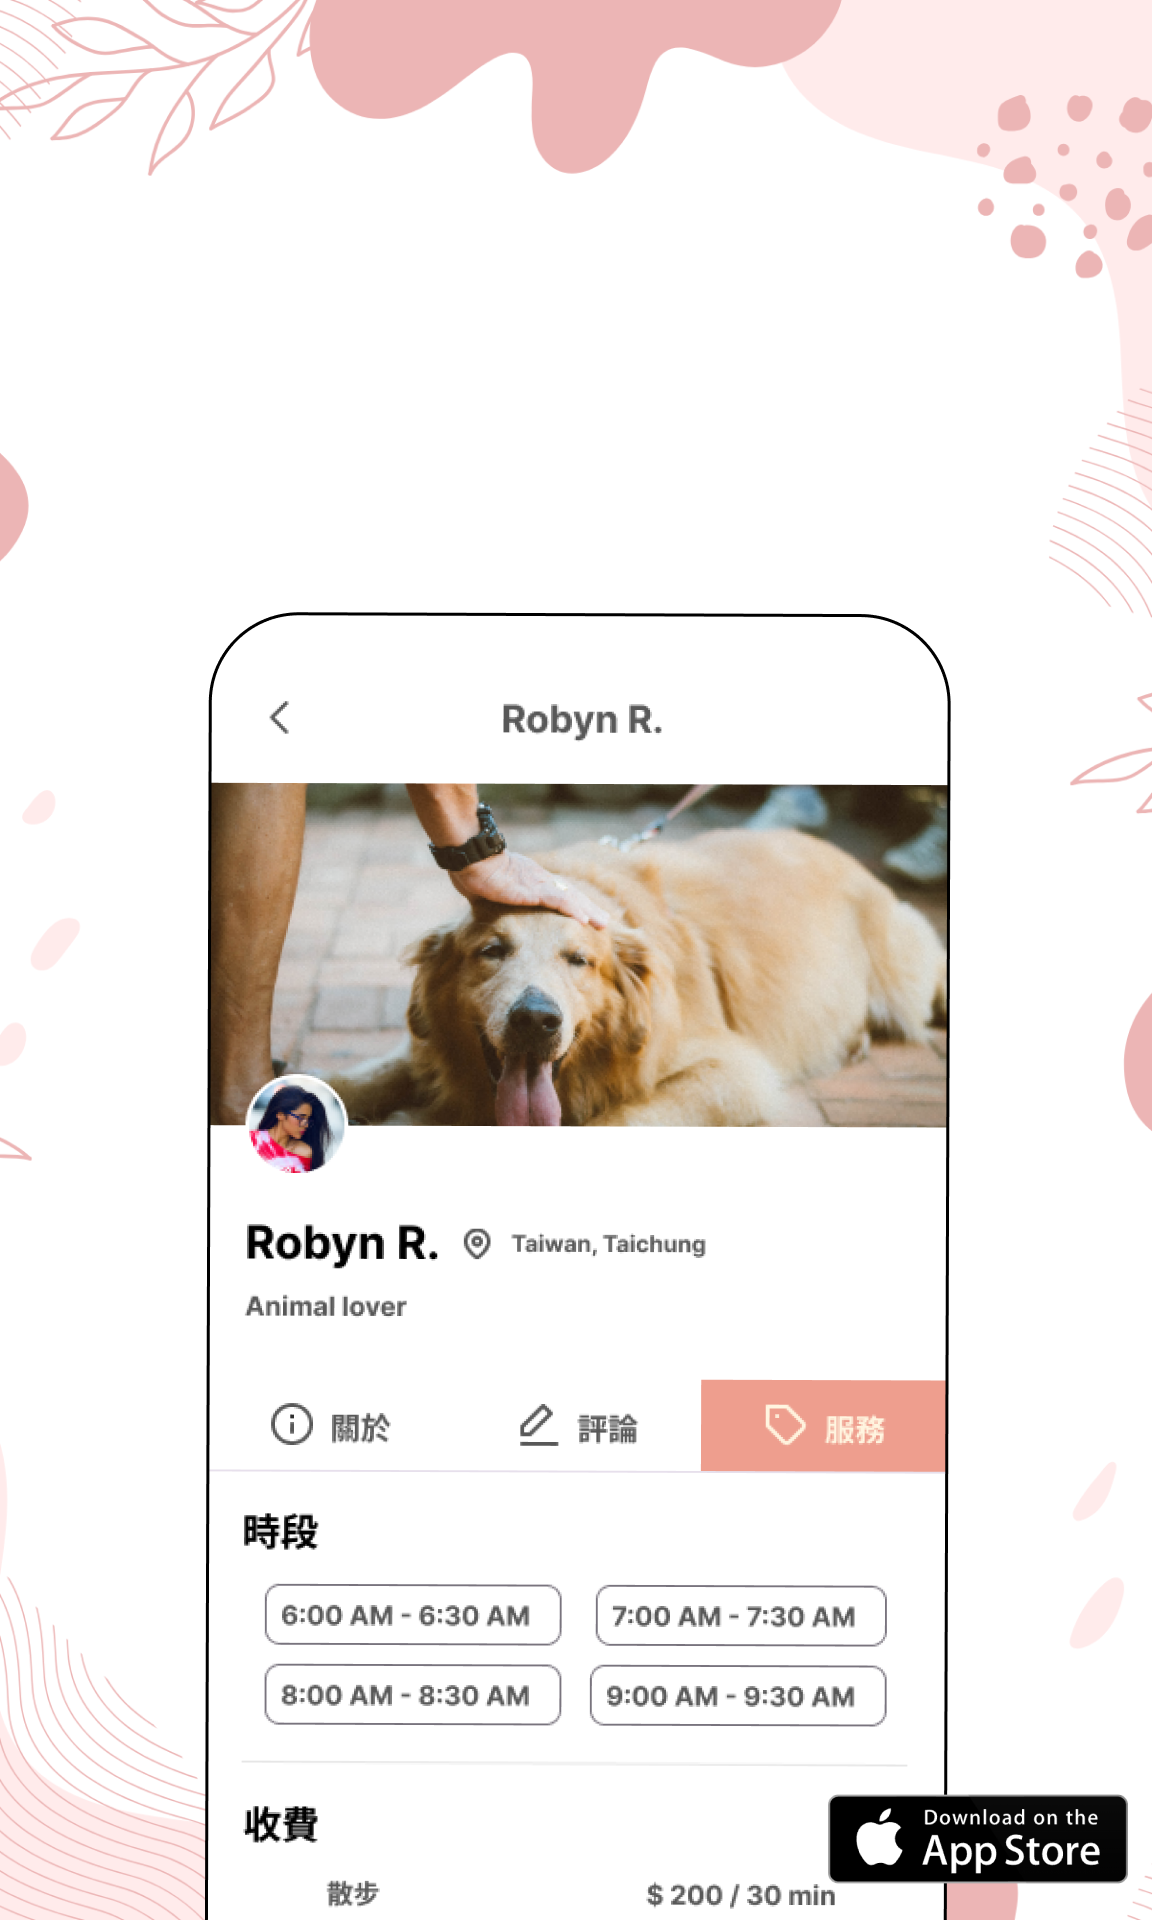 Robyn R.
Robyn R. Taiwan, Taichung
Animal lover
關於 評論 服務
時段
6:00 AM - 6:30 AM 7:00 AM - 7:30 AM
8:00 AM - 8:30 AM 9:00 AM - 9:30 AM
收費
散步 $ 200 / 30 min
Download on the
App Store